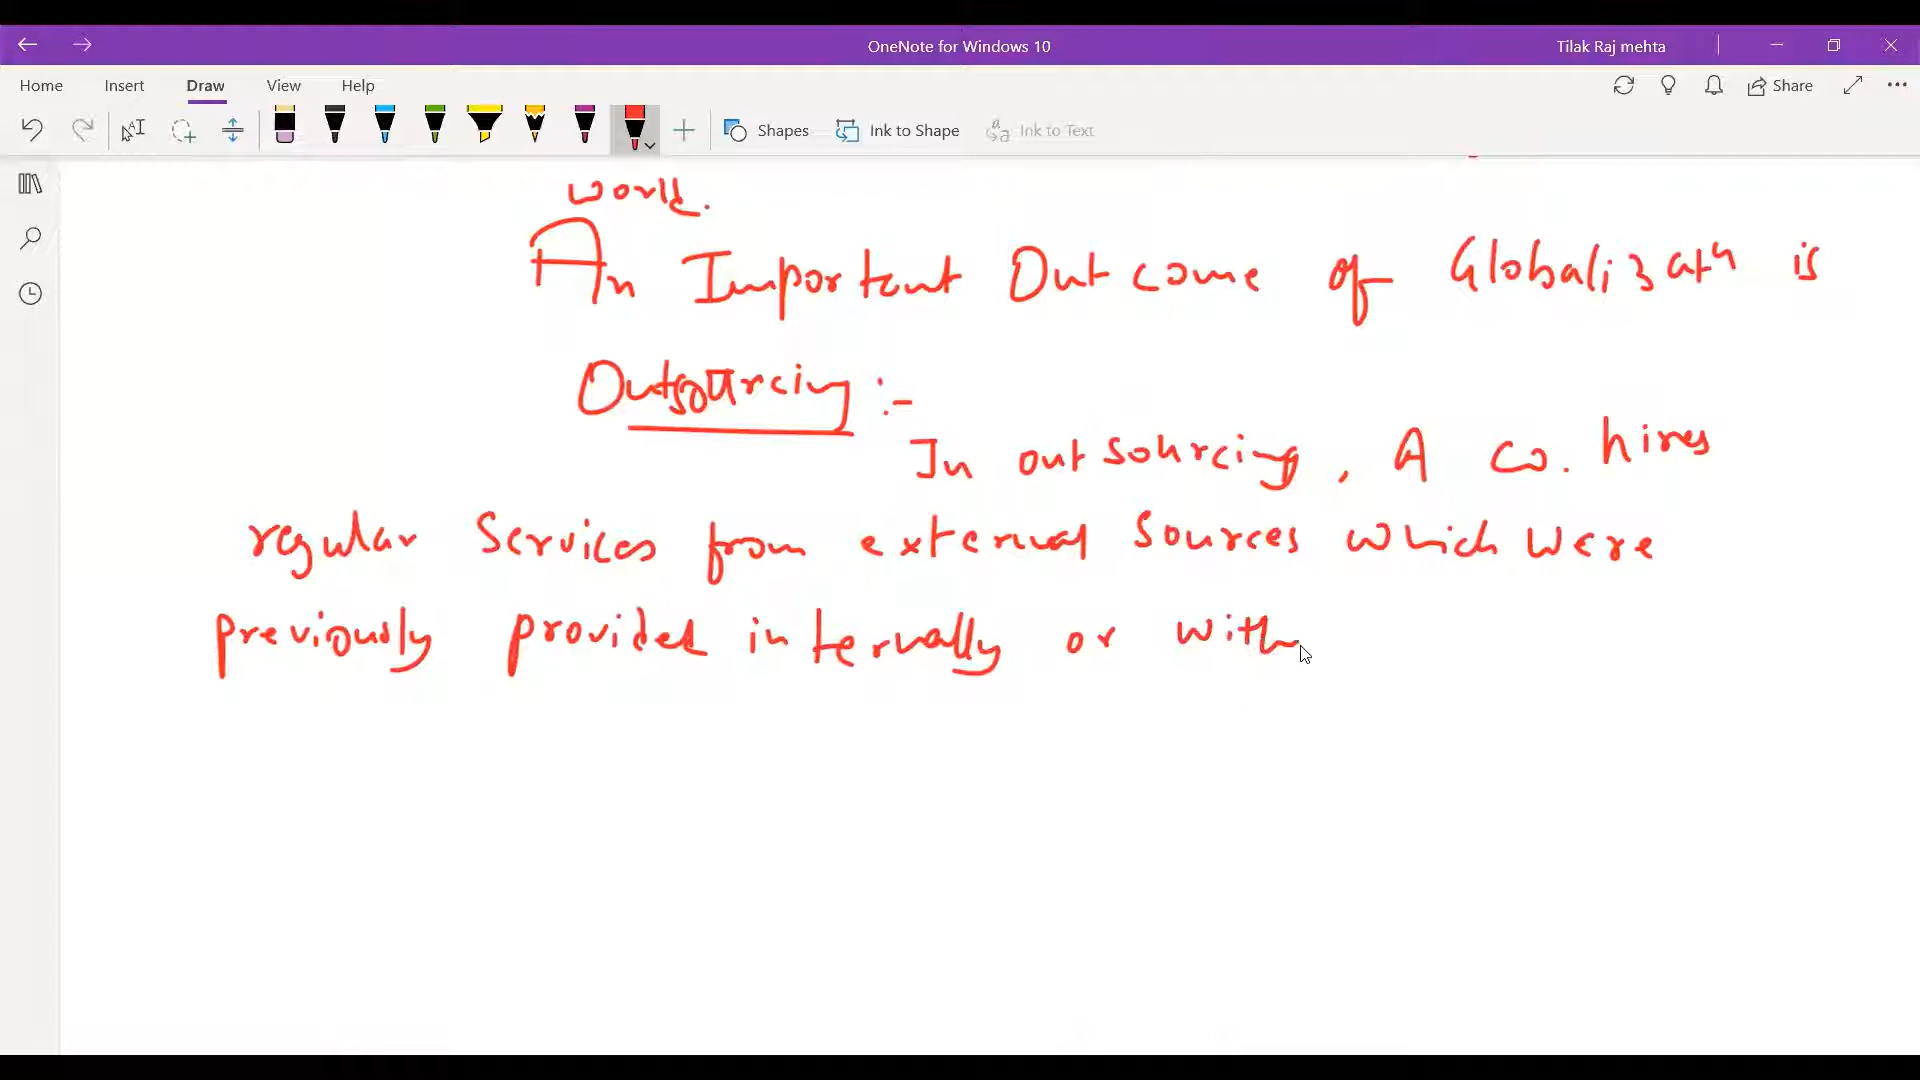 OneNote for Windows 10
Tilak Raj mehta
Home Insert Draw View Help
Share
Shapes Ink to Shape Ink to Text
world.
An Important Outcome of Globalizatn is
Outsourcing :-
In outsourcing, A co. hires
regular services from external sources which were
previously provided internally or with